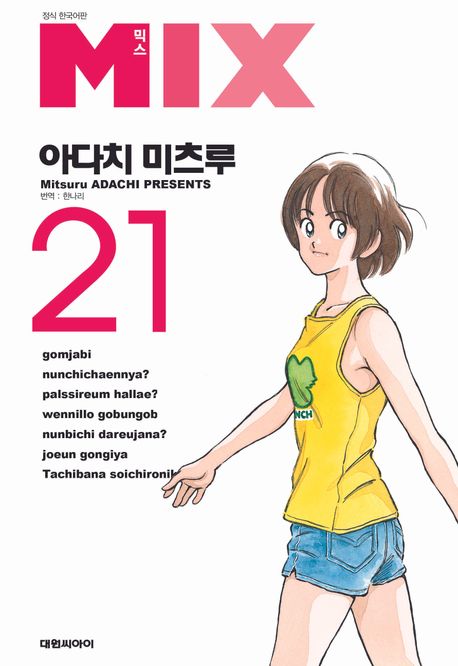 정식 한국어판
MIX
믹스
아다치 미츠루
Mitsuru ADACHI PRESENTS
번역 : 한나리
21
gomjabi
nunchichaennya?
palssireum hallae?
wennillo gobungob
nunbichi dareujana?
joeun gongiya
Tachibana soichironik
NCH
대원씨아이